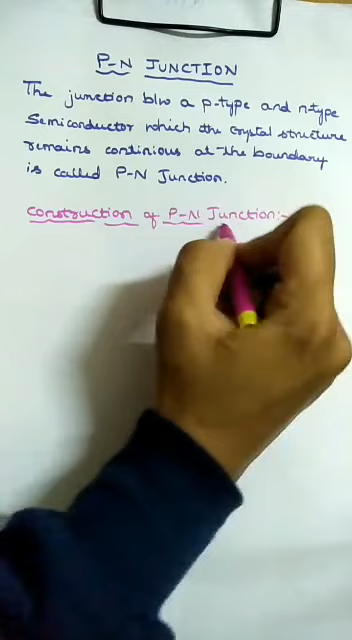 P-N JUNCTION
The junction blw a p-type and n-type
Semiconductor which the crystal structure
remains continious at the boundary
is called P-N Junction.
Construction of P-N Junction:-